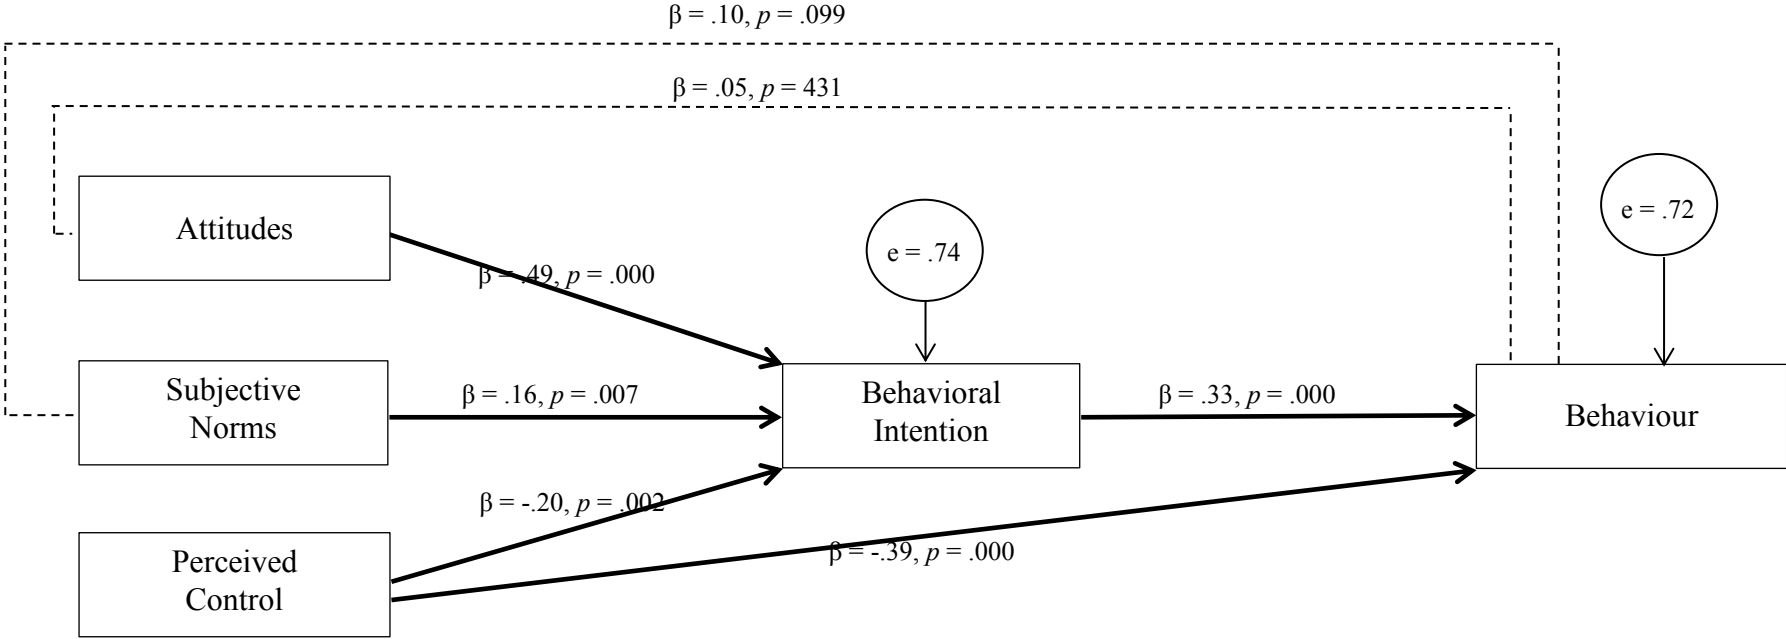 β = .10, p = .099
β = .05, p = 431
Attitudes
e = .74
e = .72
β = .49, p = .000
Subjective
Norms
β = .16, p = .007
Behavioral
Intention
β = .33, p = .000
Behaviour
β = -.20, p = .002
β = -.39, p = .000
Perceived
Control